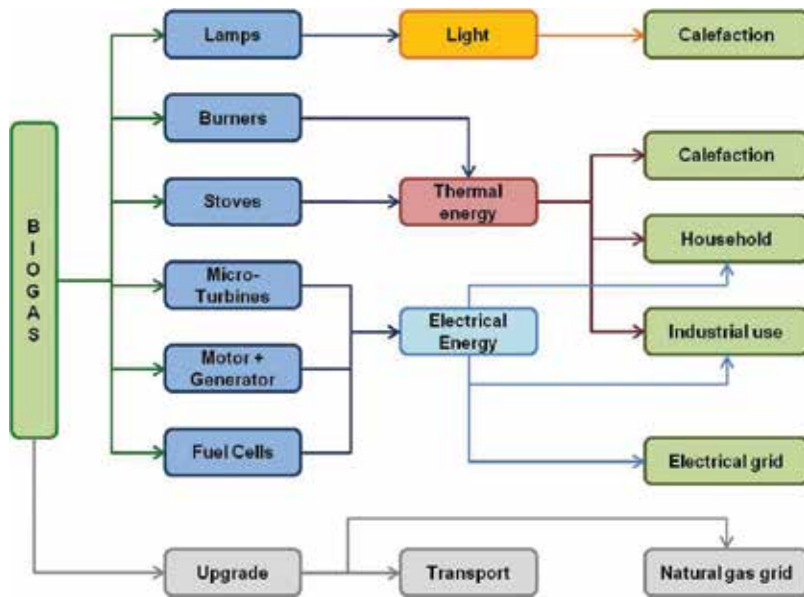 Lamps
Light
Calefaction
Burners
Calefaction
BIOGAS
Stoves
Thermal
energy
Household
Micro-
Turbines
Electrical
Energy
Industrial use
Motor +
Generator
Fuel Cells
Electrical grid
Upgrade
Transport
Natural gas grid